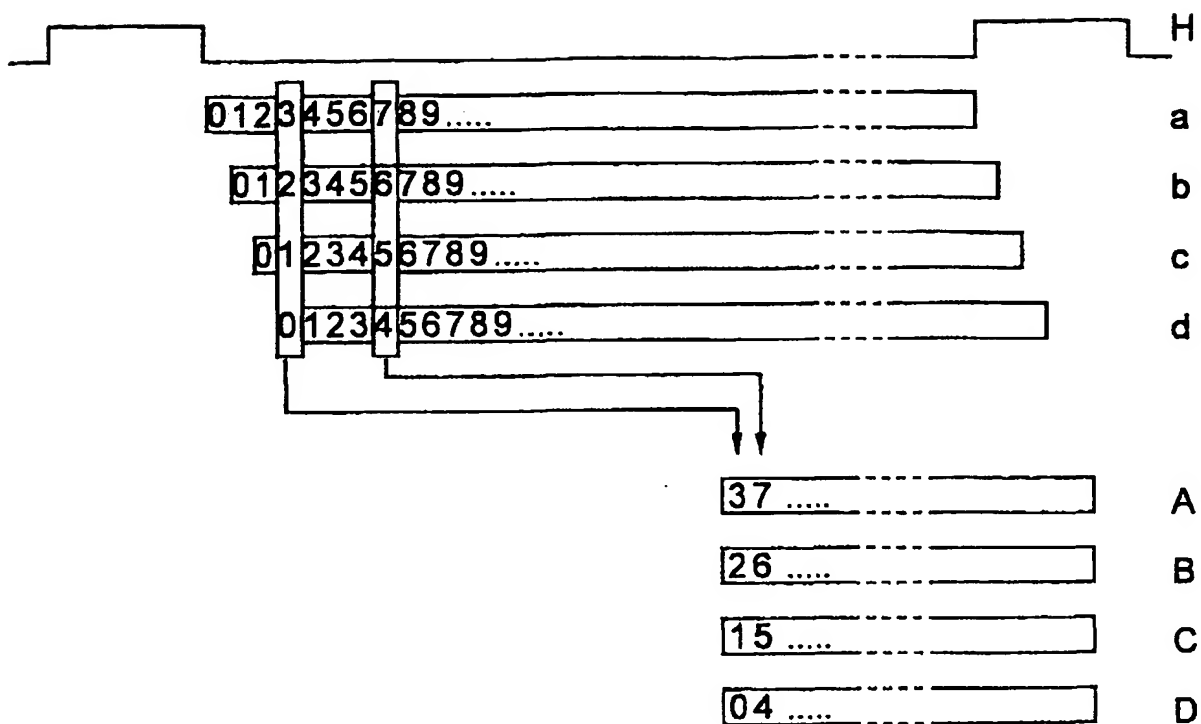 H
0123456789..... a
0123456789..... b
0123456789..... c
0123456789..... d
37 ..... A
26 ..... B
15 ..... C
04 ..... D